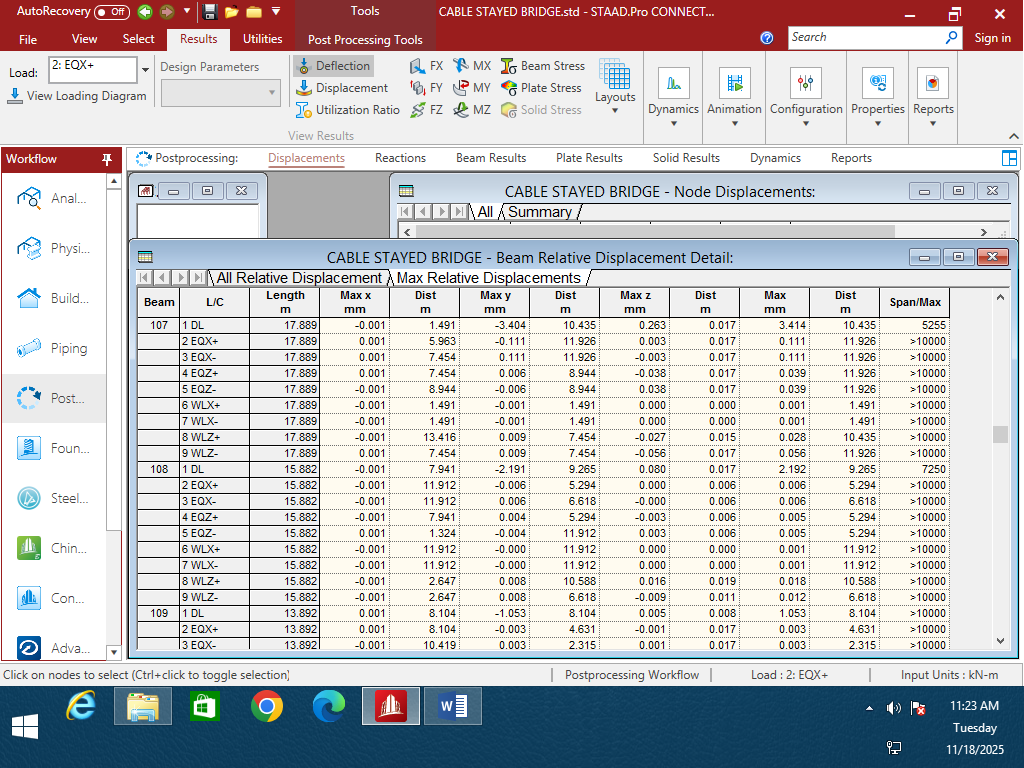 AutoRecovery Off
Tools
CABLE STAYED BRIDGE.std - STAAD.Pro CONNECT...
File View Select Results Utilities Post Processing Tools
Search
Sign in
Load: 2: EQX+
View Loading Diagram
Design Parameters
Deflection FX MX Beam Stress
Displacement FY MY Plate Stress
Utilization Ratio FZ MZ Solid Stress
View Results
Layouts
Dynamics Animation Configuration Properties Reports
Workflow
Postprocessing: Displacements Reactions Beam Results Plate Results Solid Results Dynamics Reports
Anal...
Physi...
Build...
Piping
Post...
Foun...
Steel...
Chin...
Con...
Adva...
CABLE STAYED BRIDGE - Node Displacements:
All Summary
CABLE STAYED BRIDGE - Beam Relative Displacement Detail:
All Relative Displacement Max Relative Displacements
Beam L/C Length m Max x mm Dist m Max y mm Dist m Max z mm Dist m Max mm Dist m Span/Max
107 1 DL 17.889 -0.001 1.491 -3.404 10.435 0.263 0.017 3.414 10.435 5255
2 EQX+ 17.889 0.001 5.963 -0.111 11.926 0.003 0.017 0.111 11.926 >10000
3 EQX- 17.889 0.001 7.454 0.111 11.926 -0.003 0.017 0.111 11.926 >10000
4 EQZ+ 17.889 0.001 7.454 0.006 8.944 -0.038 0.017 0.039 11.926 >10000
5 EQZ- 17.889 0.001 8.944 -0.006 8.944 0.038 0.017 0.039 11.926 >10000
6 WLX+ 17.889 -0.001 1.491 -0.001 1.491 0.000 0.000 0.001 1.491 >10000
7 WLX- 17.889 -0.001 1.491 -0.001 1.491 0.000 0.000 0.001 1.491 >10000
8 WLZ+ 17.889 -0.001 13.416 0.009 7.454 -0.027 0.015 0.028 10.435 >10000
9 WLZ- 17.889 0.001 7.454 0.009 7.454 -0.056 0.017 0.056 11.926 >10000
108 1 DL 15.882 -0.001 7.941 -2.191 9.265 0.080 0.017 2.192 9.265 7250
2 EQX+ 15.882 0.001 11.912 -0.006 5.294 0.000 0.006 0.006 5.294 >10000
3 EQX- 15.882 0.001 11.912 0.006 6.618 -0.000 0.006 0.006 6.618 >10000
4 EQZ+ 15.882 -0.001 7.941 0.004 5.294 -0.003 0.006 0.005 5.294 >10000
5 EQZ- 15.882 0.001 1.324 -0.004 11.912 0.003 0.006 0.005 5.294 >10000
6 WLX+ 15.882 -0.001 11.912 -0.000 11.912 0.000 0.000 0.001 11.912 >10000
7 WLX- 15.882 -0.001 11.912 -0.000 11.912 0.000 0.000 0.001 11.912 >10000
8 WLZ+ 15.882 -0.001 2.647 0.008 10.588 0.016 0.019 0.018 10.588 >10000
9 WLZ- 15.882 -0.001 2.647 0.008 6.618 -0.009 0.011 0.012 6.618 >10000
109 1 DL 13.892 0.001 8.104 -1.053 8.104 0.005 0.008 1.053 8.104 >10000
2 EQX+ 13.892 0.001 8.104 -0.003 4.631 -0.001 0.017 0.003 4.631 >10000
3 EQX- 13.892 0.001 10.419 0.003 2.315 0.001 0.017 0.003 2.315 >10000
Click on nodes to select (Ctrl+click to toggle selection)
Postprocessing Workflow
Load : 2: EQX+
Input Units : kN-m
11:23 AM
Tuesday
11/18/2025